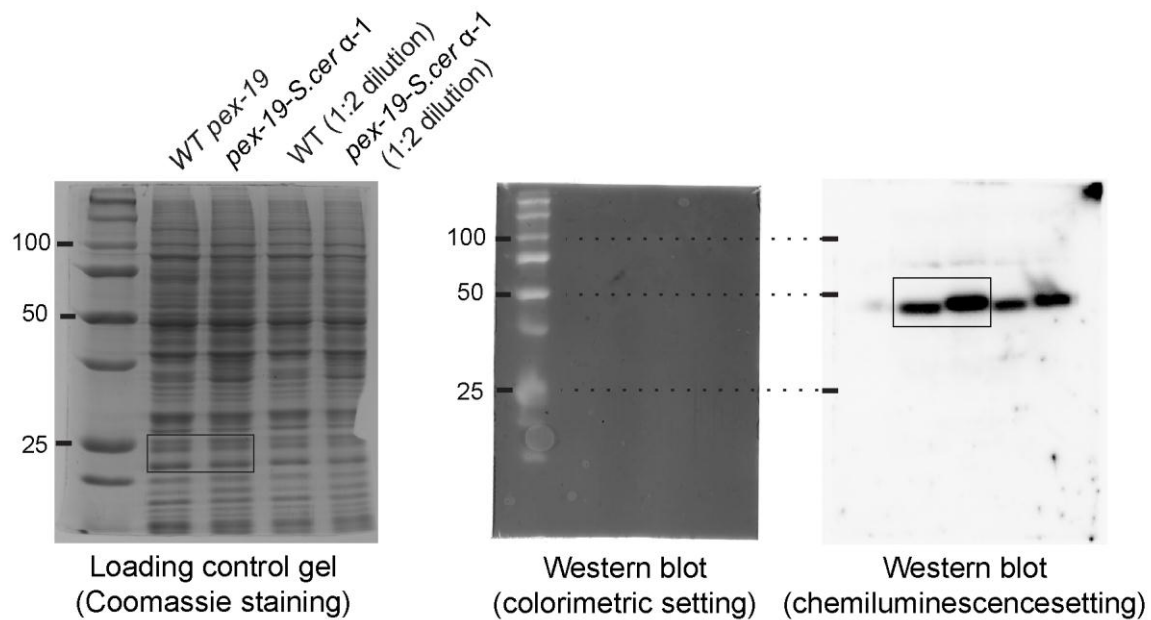 WT pex-19
pex-19-S.cer α-1
WT (1:2 dilution)
pex-19-S.cer α-1
(1:2 dilution)
100
50
25
100
50
25
Loading control gel
(Coomassie staining)
Western blot
(colorimetric setting)
Western blot
(chemiluminescencesetting)